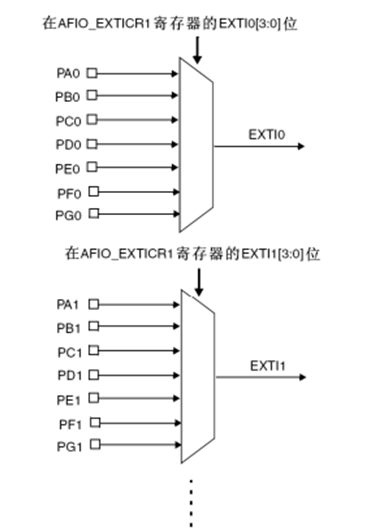 在AFIO_EXTICR1寄存器的EXTI0[3:0]位
PA0
PB0
PC0
PD0
PE0
PF0
PG0
EXTI0
在AFIO_EXTICR1寄存器的EXTI1[3:0]位
PA1
PB1
PC1
PD1
PE1
PF1
PG1
EXTI1